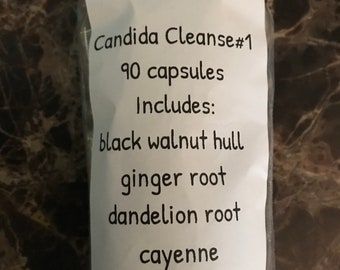 Candida Cleanse#1
90 capsules
Includes:
black walnut hull
ginger root
dandelion root
cayenne